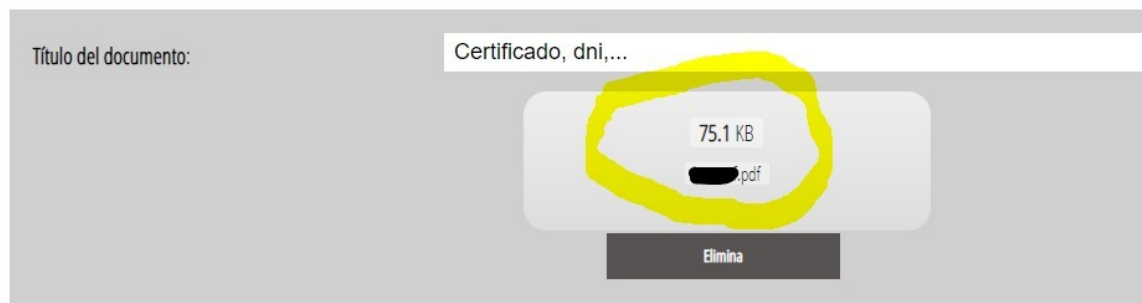 Título del documento:
Certificado, dni,...
75.1 KB
.pdf
Elimina